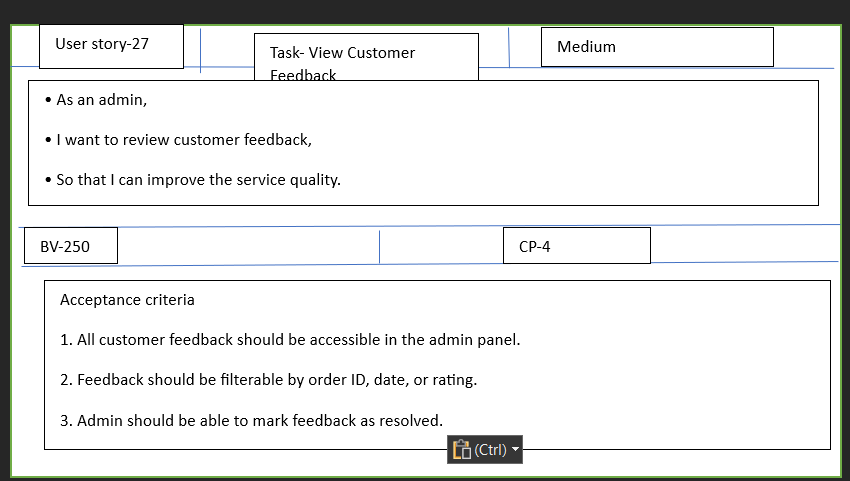 User story-27
Task- View Customer
Feedback
Medium
• As an admin,
• I want to review customer feedback,
• So that I can improve the service quality.
BV-250
CP-4
Acceptance criteria
1. All customer feedback should be accessible in the admin panel.
2. Feedback should be filterable by order ID, date, or rating.
3. Admin should be able to mark feedback as resolved.
(Ctrl)